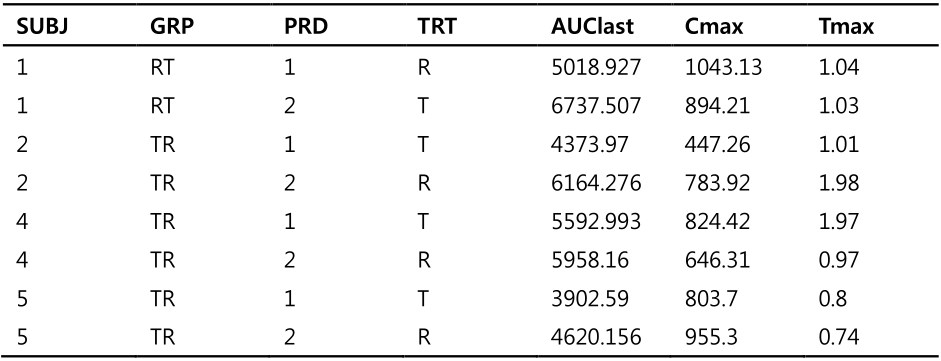 SUBJ GRP PRD TRT AUClast Cmax Tmax
1 RT 1 R 5018.927 1043.13 1.04
1 RT 2 T 6737.507 894.21 1.03
2 TR 1 T 4373.97 447.26 1.01
2 TR 2 R 6164.276 783.92 1.98
4 TR 1 T 5592.993 824.42 1.97
4 TR 2 R 5958.16 646.31 0.97
5 TR 1 T 3902.59 803.7 0.8
5 TR 2 R 4620.156 955.3 0.74